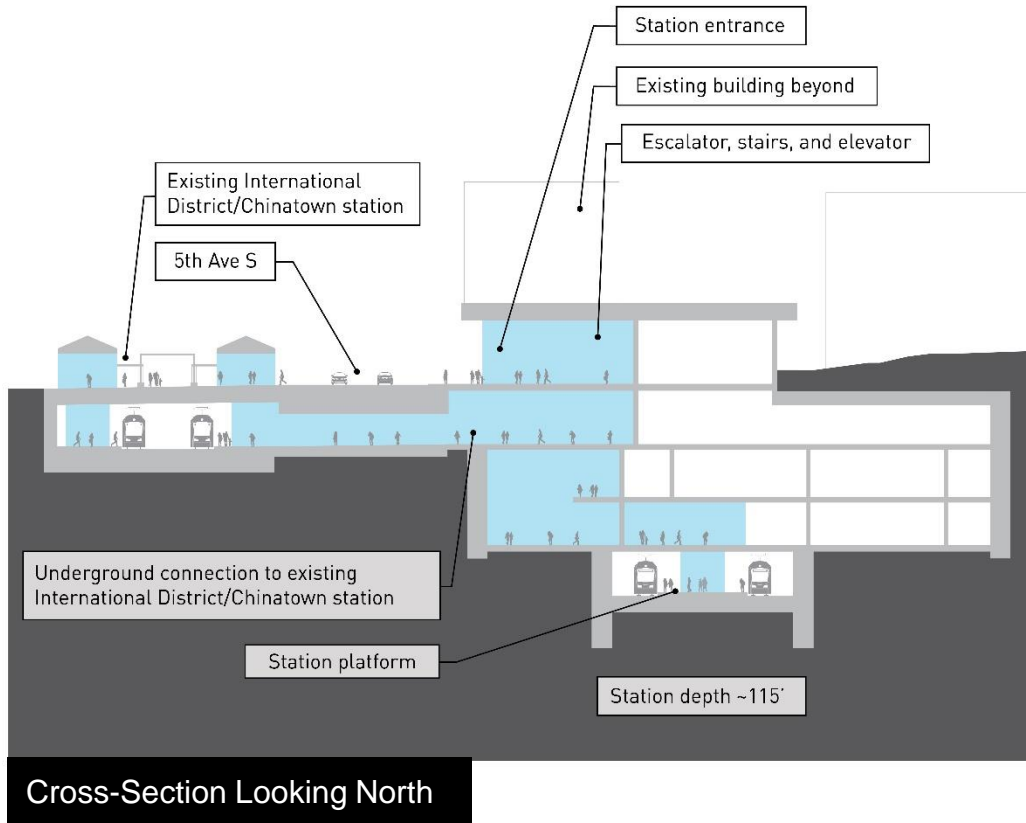 Station entrance
Existing building beyond
Escalator, stairs, and elevator
Existing International
District/Chinatown station
5th Ave S
Underground connection to existing
International District/Chinatown station
Station platform
Station depth ~115'
Cross-Section Looking North